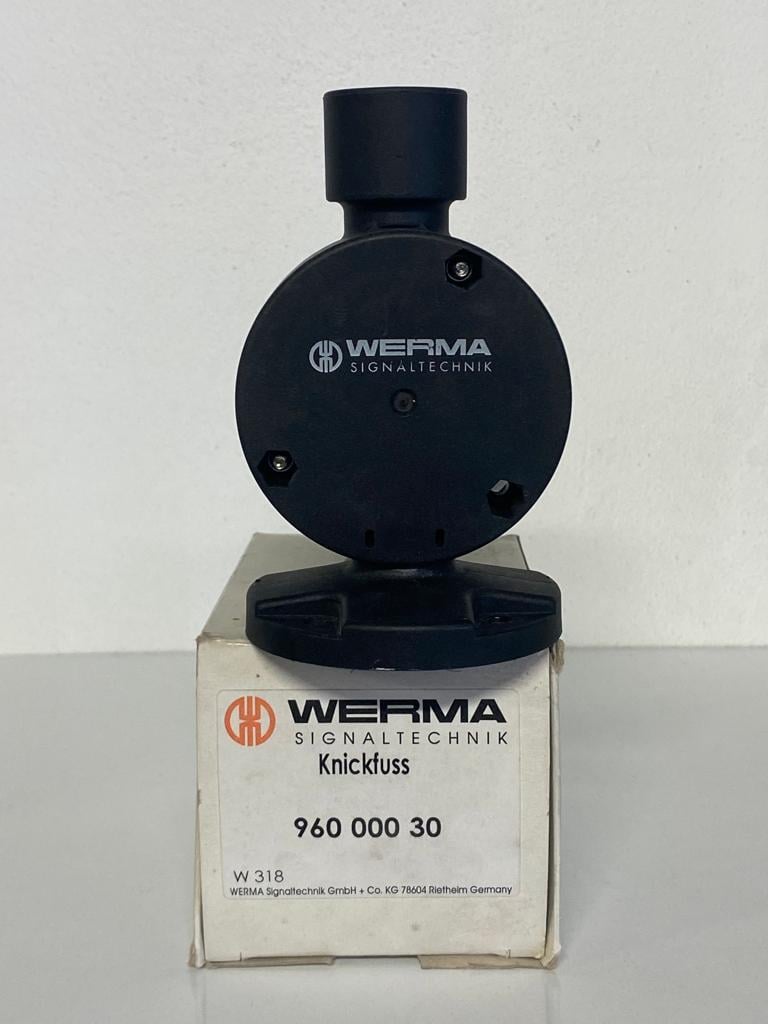 WERMA
SIGNALTECHNIK
WERMA
SIGNALTECHNIK
Knickfuss
960 000 30
W 318
WERMA Signaltechnik GmbH + Co. KG 78604 Rietheim Germany